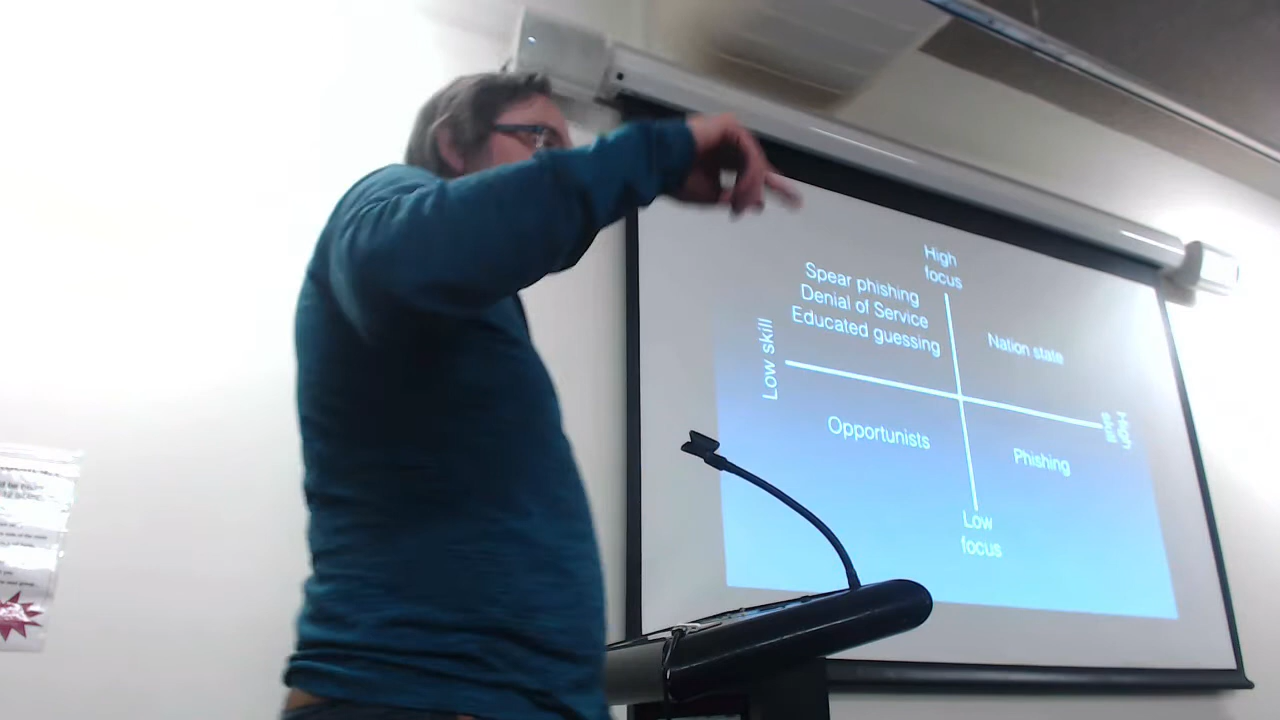 High
focus
Spear phishing
Denial of Service
Educated guessing
Nation state
Low skill
High
skill
Opportunists
Phishing
Low
focus